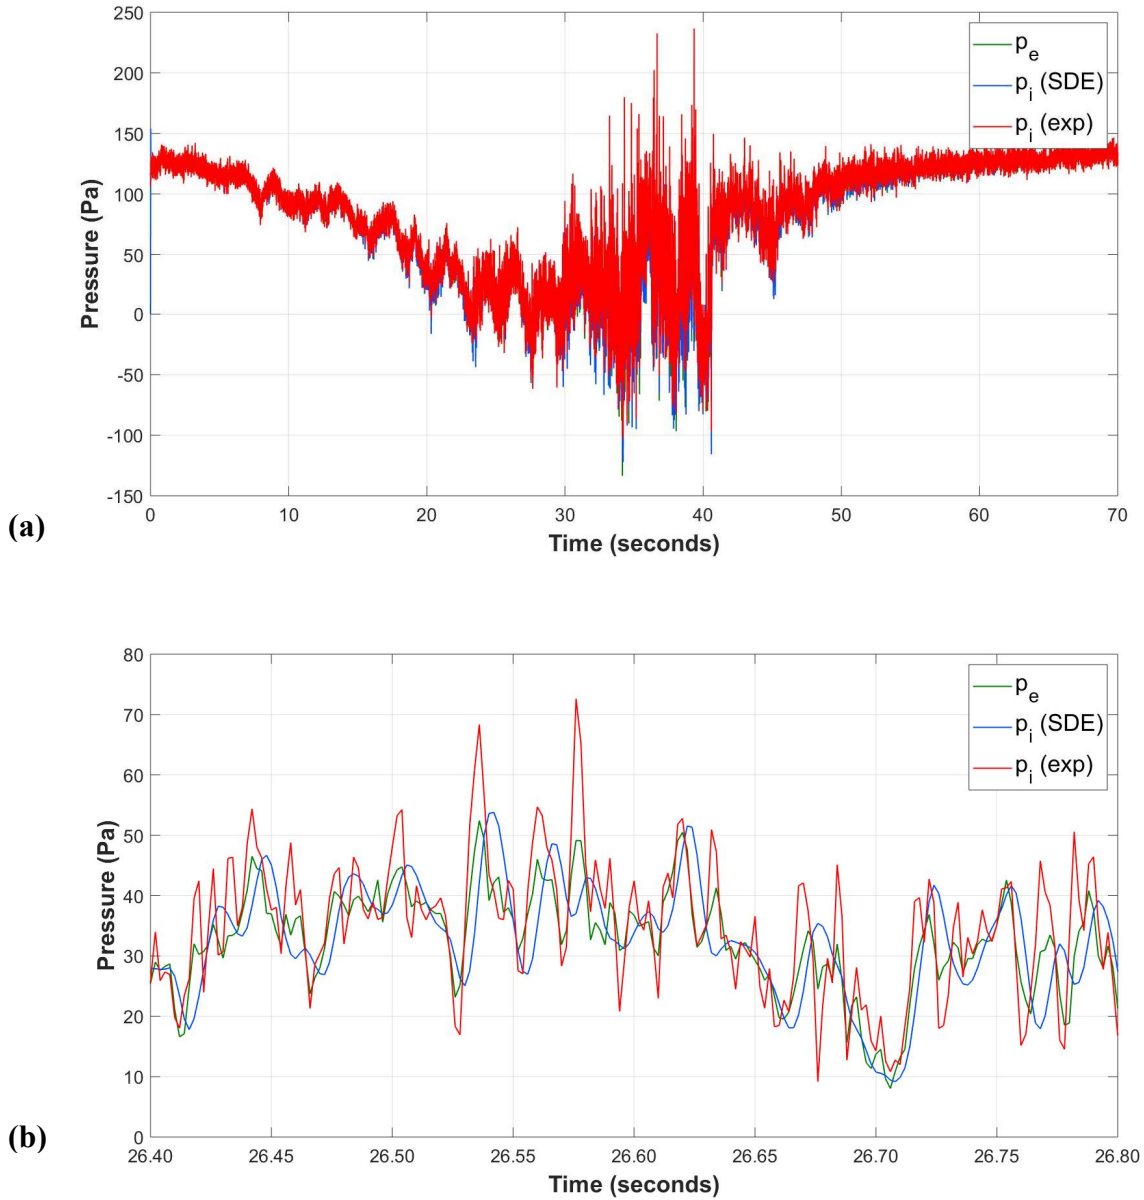 250
200
150
100
50
0
-50
-100
-150
Pressure (Pa)
p_e
p_i (SDE)
p_i (exp)
0 10 20 30 40 50 60 70
Time (seconds)
(a)
80
70
60
50
40
30
20
10
0
Pressure (Pa)
p_e
p_i (SDE)
p_i (exp)
26.40 26.45 26.50 26.55 26.60 26.65 26.70 26.75 26.80
Time (seconds)
(b)